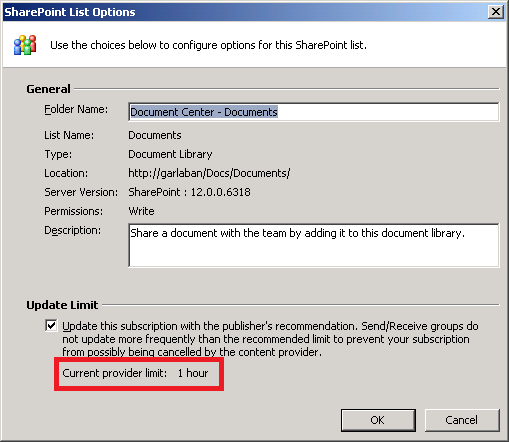 SharePoint List Options
Use the choices below to configure options for this SharePoint list.
General
Folder Name: Document Center - Documents
List Name: Documents
Type: Document Library
Location: http://garlaban/Docs/Documents/
Server Version: SharePoint : 12.0.0.6318
Permissions: Write
Description: Share a document with the team by adding it to this document library.
Update Limit
Update this subscription with the publisher's recommendation. Send/Receive groups do
not update more frequently than the recommended limit to prevent your subscription
from possibly being cancelled by the content provider.
Current provider limit: 1 hour
OK Cancel